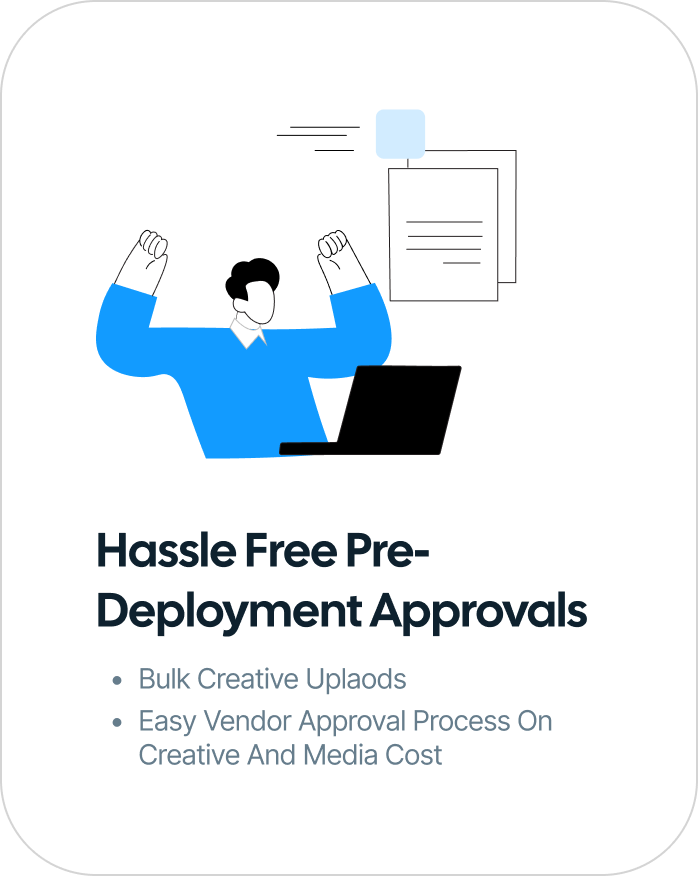 Hassle Free Pre-
Deployment Approvals
• Bulk Creative Uplaods
• Easy Vendor Approval Process On
Creative And Media Cost